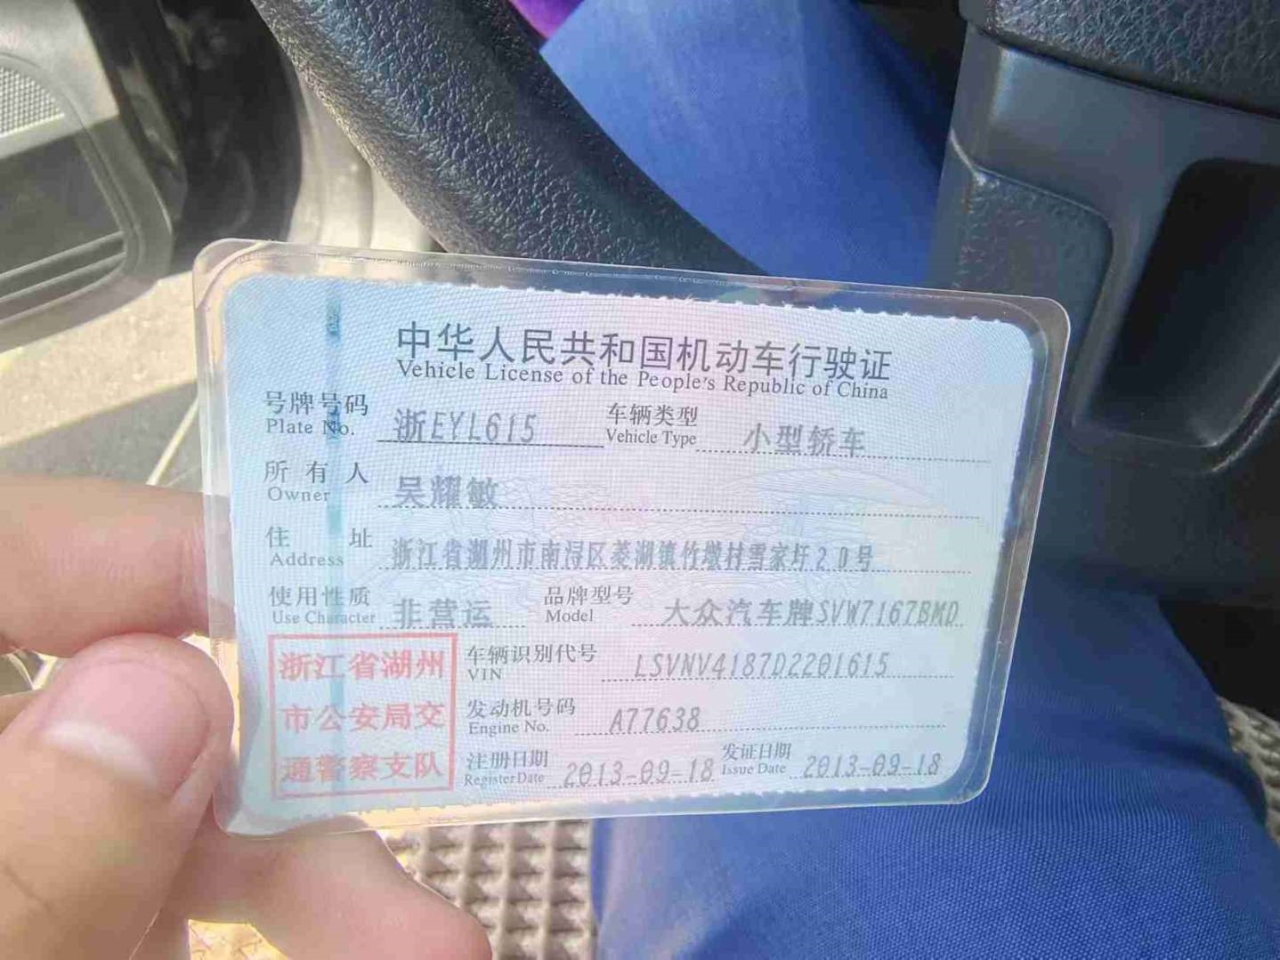 中华人民共和国机动车行驶证
Vehicle License of the People's Republic of China
号牌号码 浙EYL615 车辆类型 小型轿车
Plate No. Vehicle Type
所有人 吴耀敏
Owner
住址 浙江省湖州市南浔区菱湖镇竹墩村雪家圩20号
Address
使用性质 非营运 品牌型号 大众汽车牌SVW7167BMD
Use Character Model
浙江省湖州
市公安局交
通警察支队
车辆识别代号 LSVNV4187D2201615
VIN
发动机号码 A77638
Engine No.
注册日期 2013-09-18 发证日期 2013-09-18
Register Date Issue Date